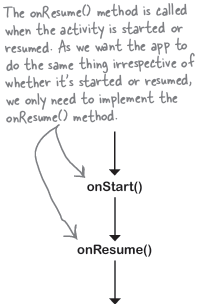 The onResume() method is called
when the activity is started or
resumed. As we want the app to
do the same thing irrespective of
whether it's started or resumed,
we only need to implement the
onResume() method.
onStart()
onResume()